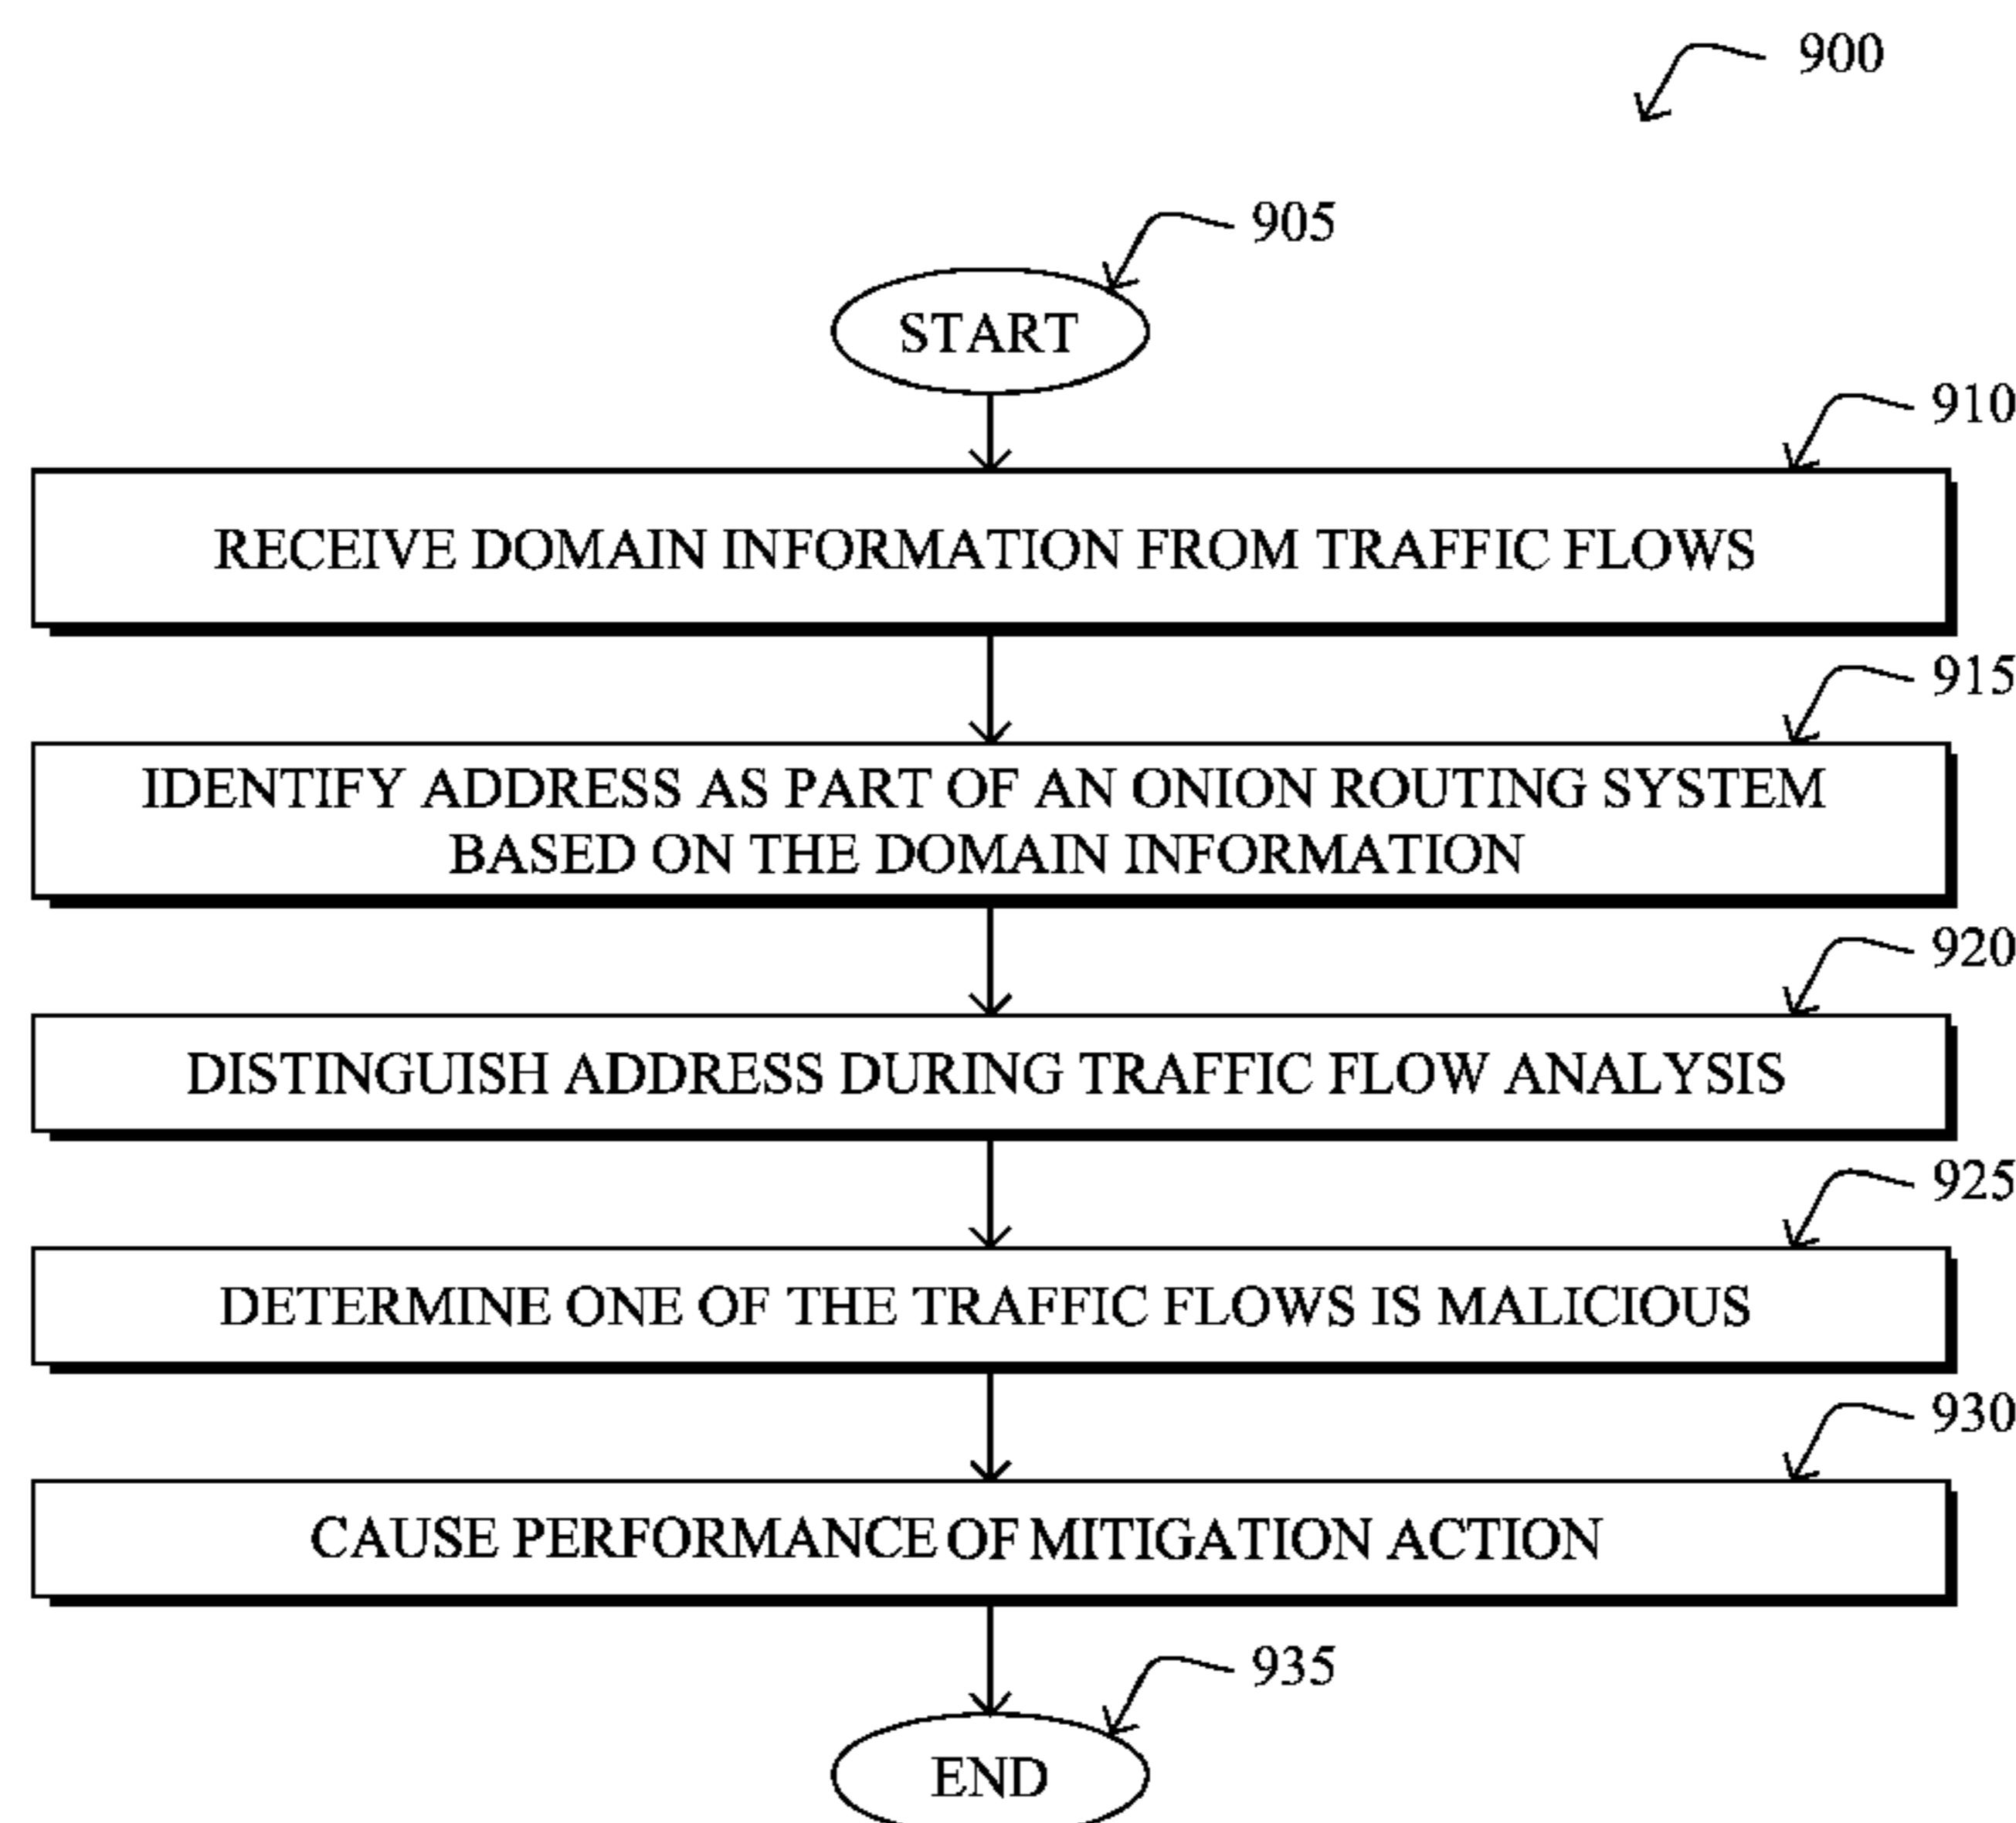 900
905
START
910
RECEIVE DOMAIN INFORMATION FROM TRAFFIC FLOWS
915
IDENTIFY ADDRESS AS PART OF AN ONION ROUTING SYSTEM
BASED ON THE DOMAIN INFORMATION
920
DISTINGUISH ADDRESS DURING TRAFFIC FLOW ANALYSIS
925
DETERMINE ONE OF THE TRAFFIC FLOWS IS MALICIOUS
930
CAUSE PERFORMANCE OF MITIGATION ACTION
935
END